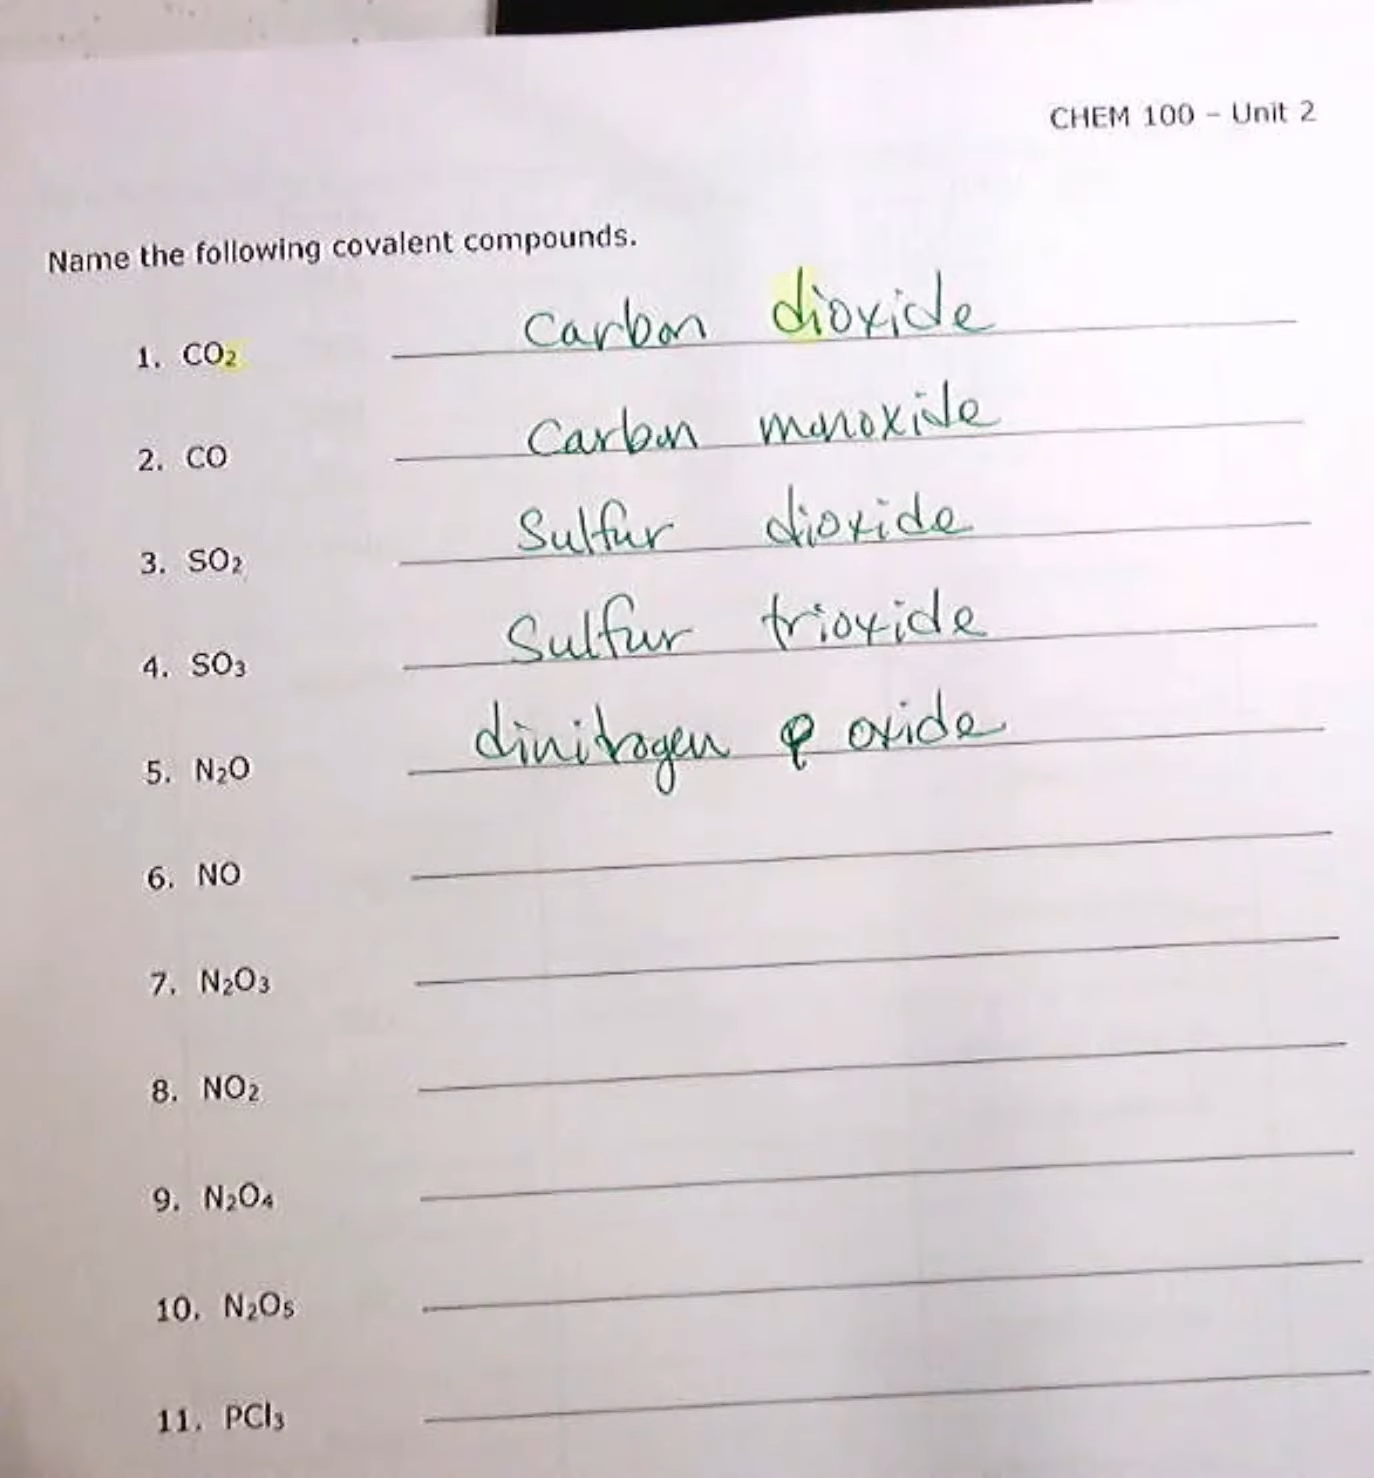 CHEM 100 – Unit 2
Name the following covalent compounds.
1. CO₂ Carbon dioxide
2. CO Carbon monoxide
3. SO₂ Sulfur dioxide
4. SO₃ Sulfur trioxide
5. N₂O dinitrogen oxide
6. NO
7. N₂O₃
8. NO₂
9. N₂O₄
10. N₂O₅
11. PCl₃